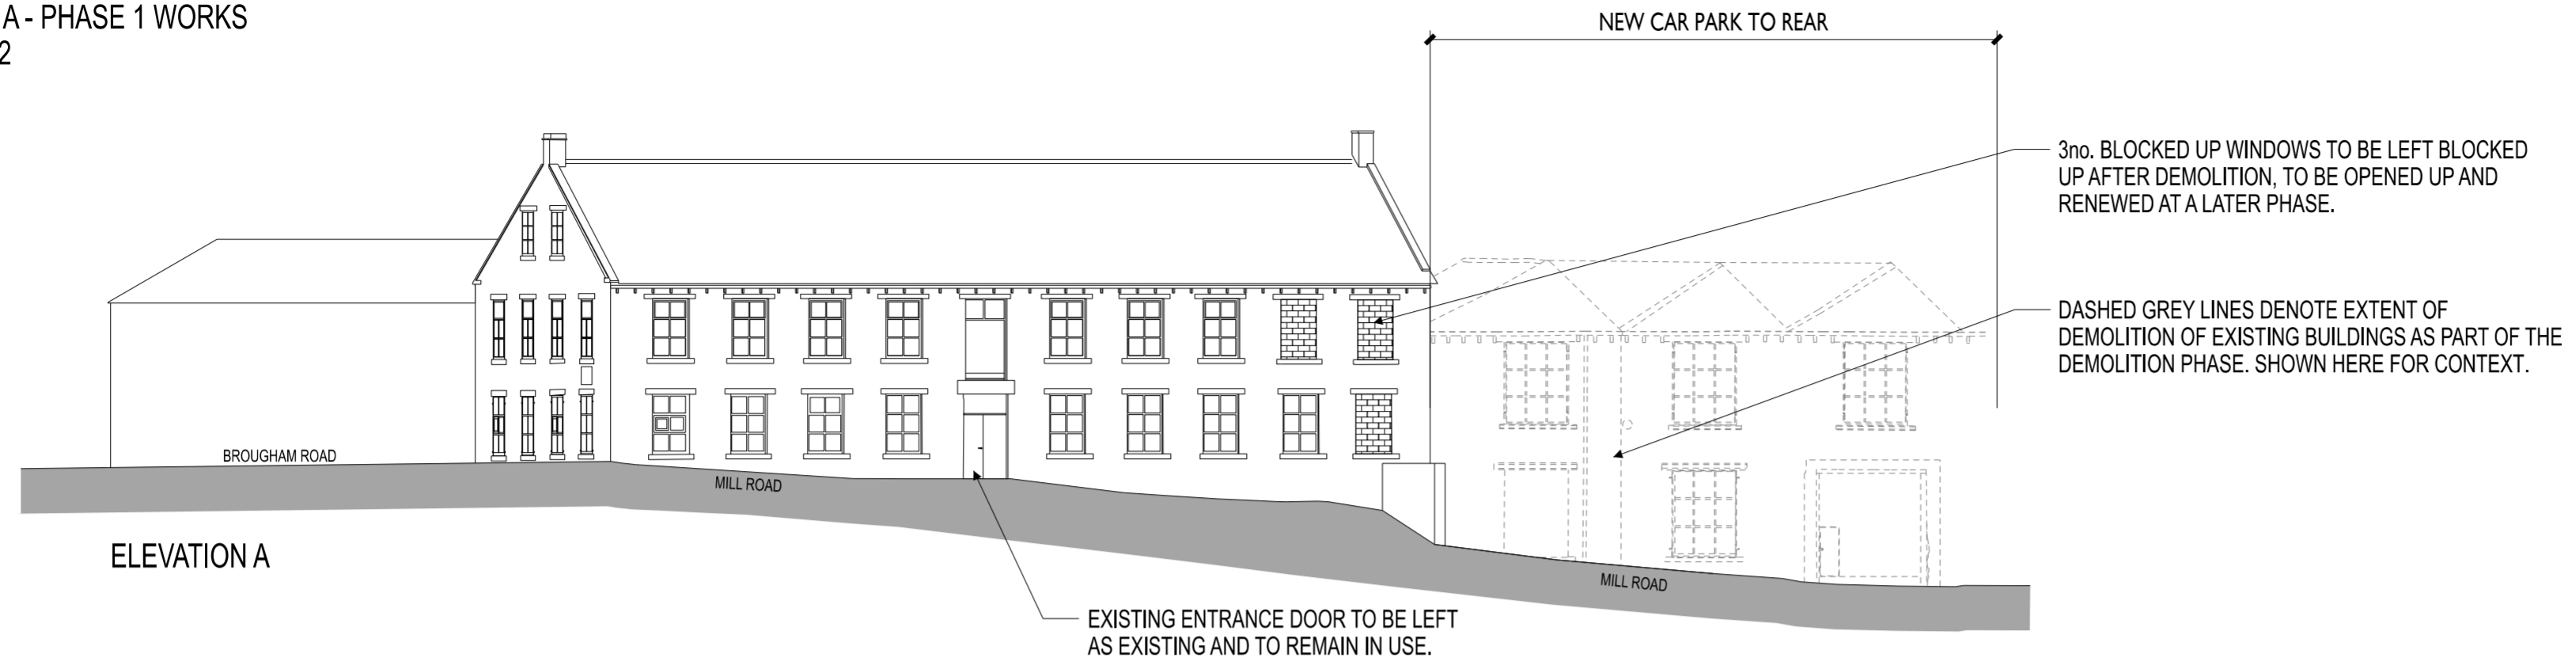 A - PHASE 1 WORKS
2
NEW CAR PARK TO REAR
3no. BLOCKED UP WINDOWS TO BE LEFT BLOCKED
UP AFTER DEMOLITION, TO BE OPENED UP AND
RENEWED AT A LATER PHASE.
DASHED GREY LINES DENOTE EXTENT OF
DEMOLITION OF EXISTING BUILDINGS AS PART OF THE
DEMOLITION PHASE. SHOWN HERE FOR CONTEXT.
BROUGHAM ROAD
MILL ROAD
ELEVATION A
MILL ROAD
EXISTING ENTRANCE DOOR TO BE LEFT
AS EXISTING AND TO REMAIN IN USE.